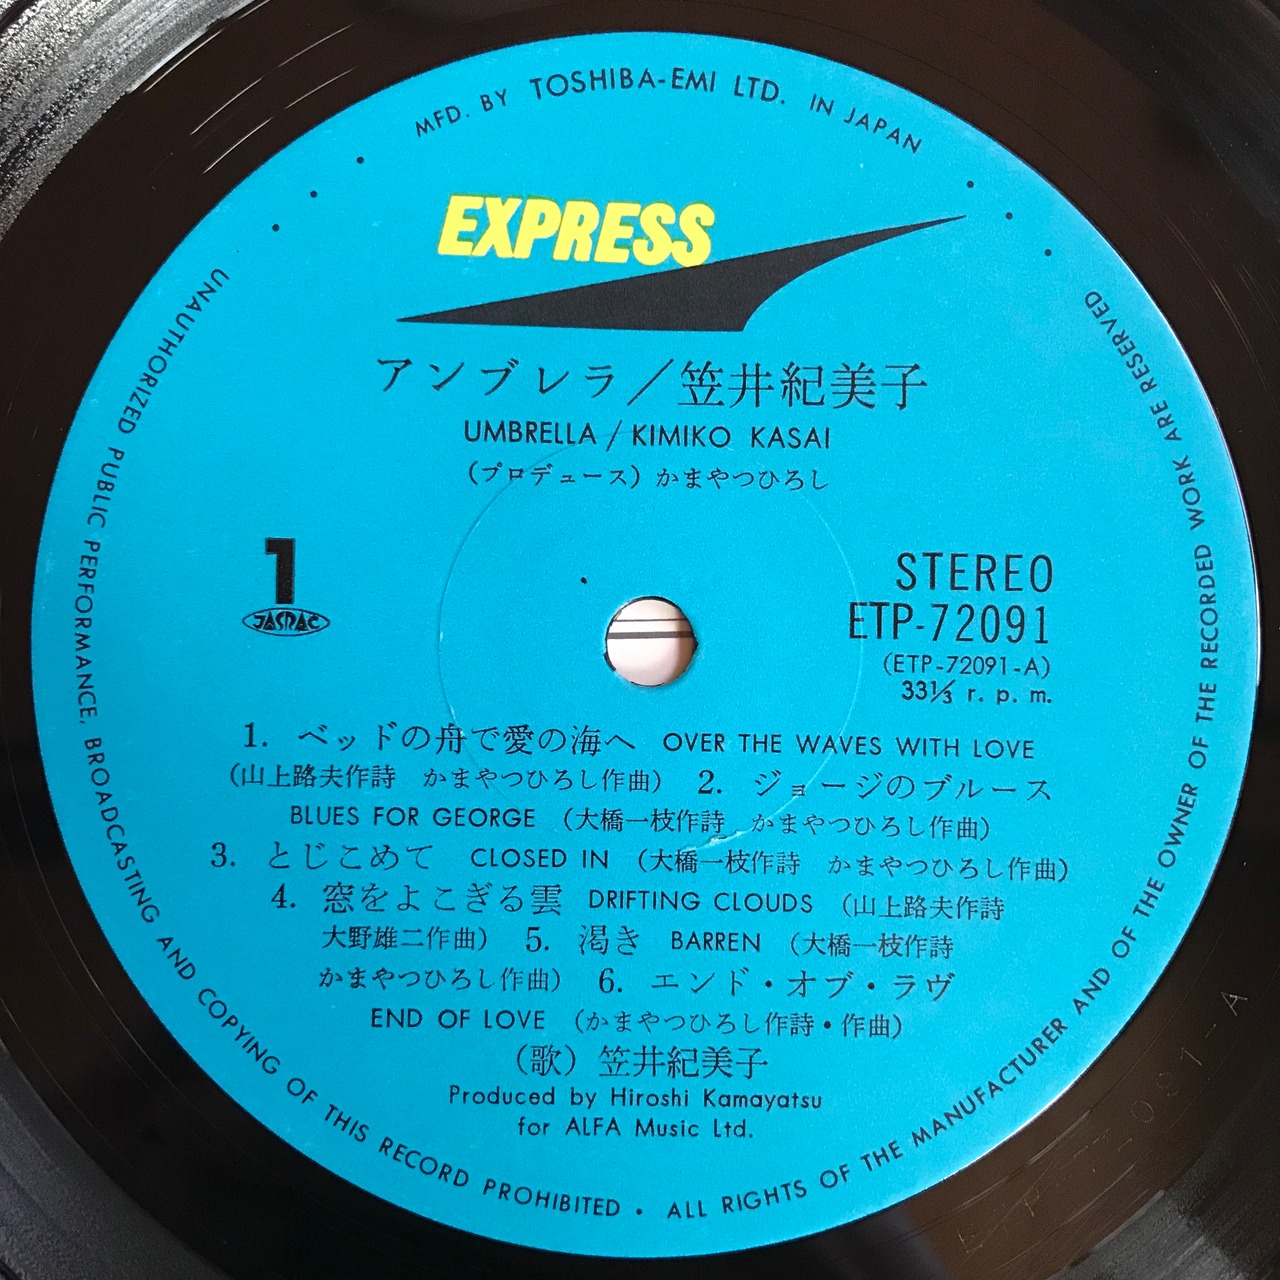 MFD. BY TOSHIBA-EMI LTD. IN JAPAN
EXPRESS
アンブレラ／笠井紀美子
UMBRELLA / KIMIKO KASAI
（プロデュース）かまやつひろし
1
JASRAC
STEREO
ETP-72091
(ETP-72091-A)
33⅓ r. p. m.
1. ベッドの舟で愛の海へ OVER THE WAVES WITH LOVE
（山上路夫作詩 かまやつひろし作曲） 2. ジョージのブルース
BLUES FOR GEORGE （大橋一枝作詩 かまやつひろし作曲）
3. とじこめて CLOSED IN （大橋一枝作詩 かまやつひろし作曲）
4. 窓をよこぎる雲 DRIFTING CLOUDS （山上路夫作詩
大野雄二作曲） 5. 渇き BARREN （大橋一枝作詩
かまやつひろし作曲） 6. エンド・オブ・ラヴ
END OF LOVE （かまやつひろし作詩・作曲）
（歌）笠井紀美子
Produced by Hiroshi Kamayatsu
for ALFA Music Ltd.
UNAUTHORIZED PUBLIC PERFORMANCE, BROADCASTING AND COPYING OF THIS RECORD PROHIBITED • ALL RIGHTS OF THE MANUFACTURER AND OF THE OWNER OF THE RECORDED WORK ARE RESERVED